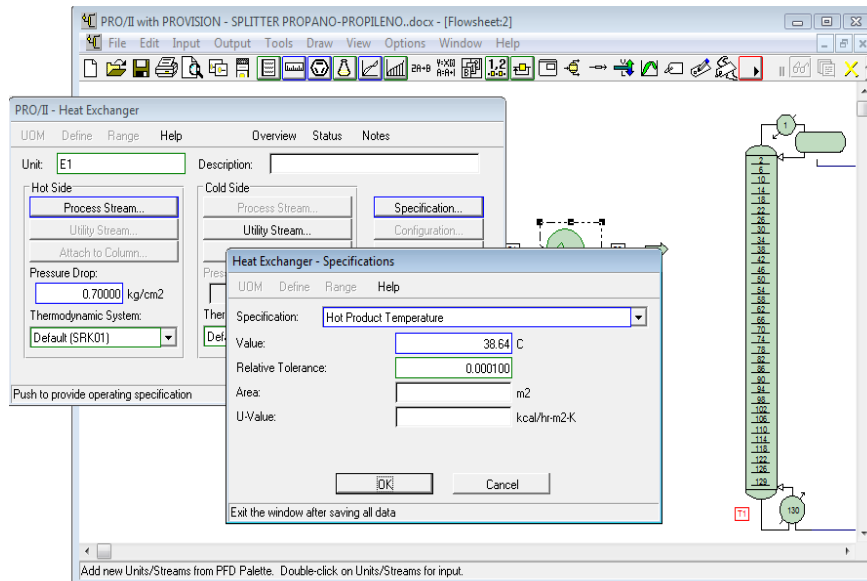 PRO/II with PROVISION - SPLITTER PROPANO-PROPILENO..docx - [Flowsheet:2]
File Edit Input Output Tools Draw View Options Window Help
PRO/II - Heat Exchanger
UOM Define Range Help Overview Status Notes
Unit: E1 Description:
Hot Side Cold Side
Process Stream... Process Stream... Specification...
Utility Stream... Utility Stream... Configuration...
Attach to Column...
Pressure Drop:
0.70000 kg/cm2
Thermodynamic System:
Default (SRK01)
Push to provide operating specification
Heat Exchanger - Specifications
UOM Define Range Help
Specification: Hot Product Temperature
Value: 38.64 C
Relative Tolerance: 0.000100
Area: m2
U-Value: kcal/hr-m2-K
OK Cancel
Exit the window after saving all data
1
2
6
10
14
18
22
26
30
34
38
42
46
50
54
58
62
66
70
74
78
82
86
90
94
98
102
106
110
114
118
122
126
129
T1
130
Add new Units/Streams from PFD Palette. Double-click on Units/Streams for input.